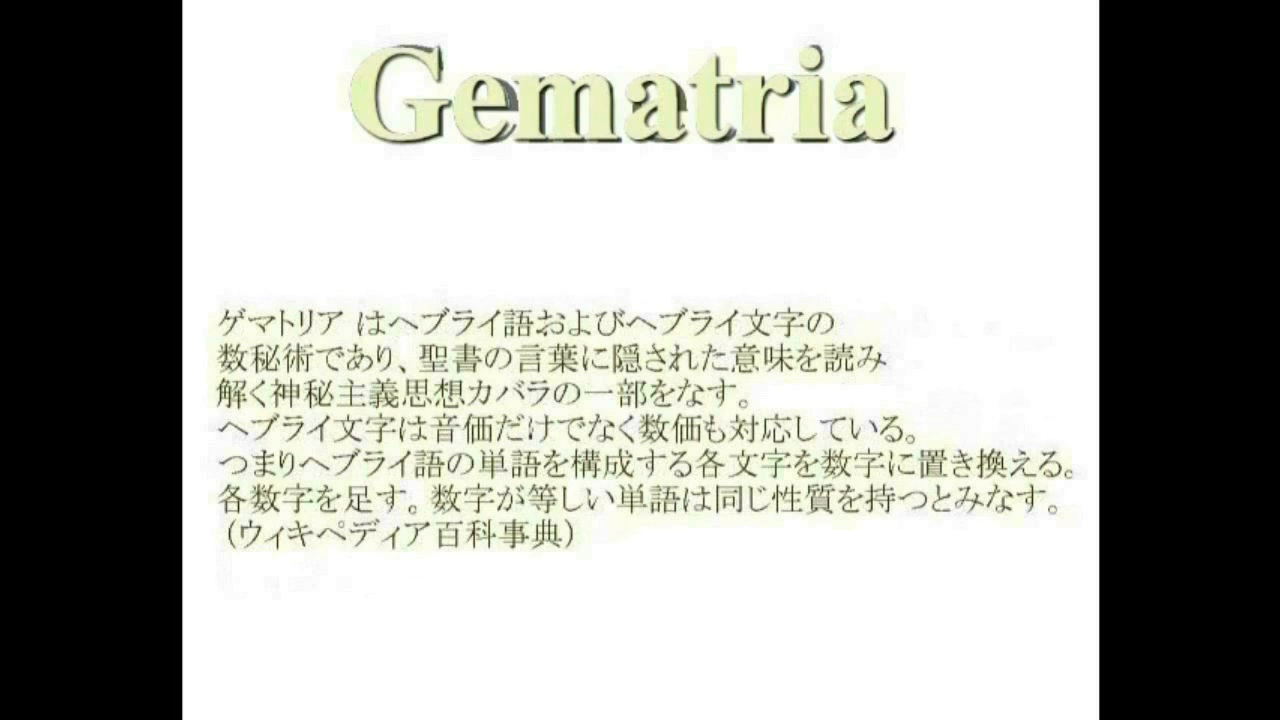 Gematria
ゲマトリア はヘブライ語およびヘブライ文字の
数秘術であり、聖書の言葉に隠された意味を読み
解く神秘主義思想カバラの一部をなす。
ヘブライ文字は音価だけでなく数価も対応している。
つまりヘブライ語の単語を構成する各文字を数字に置き換える。
各数字を足す。数字が等しい単語は同じ性質を持つとみなす。
（ウィキペディア百科事典）